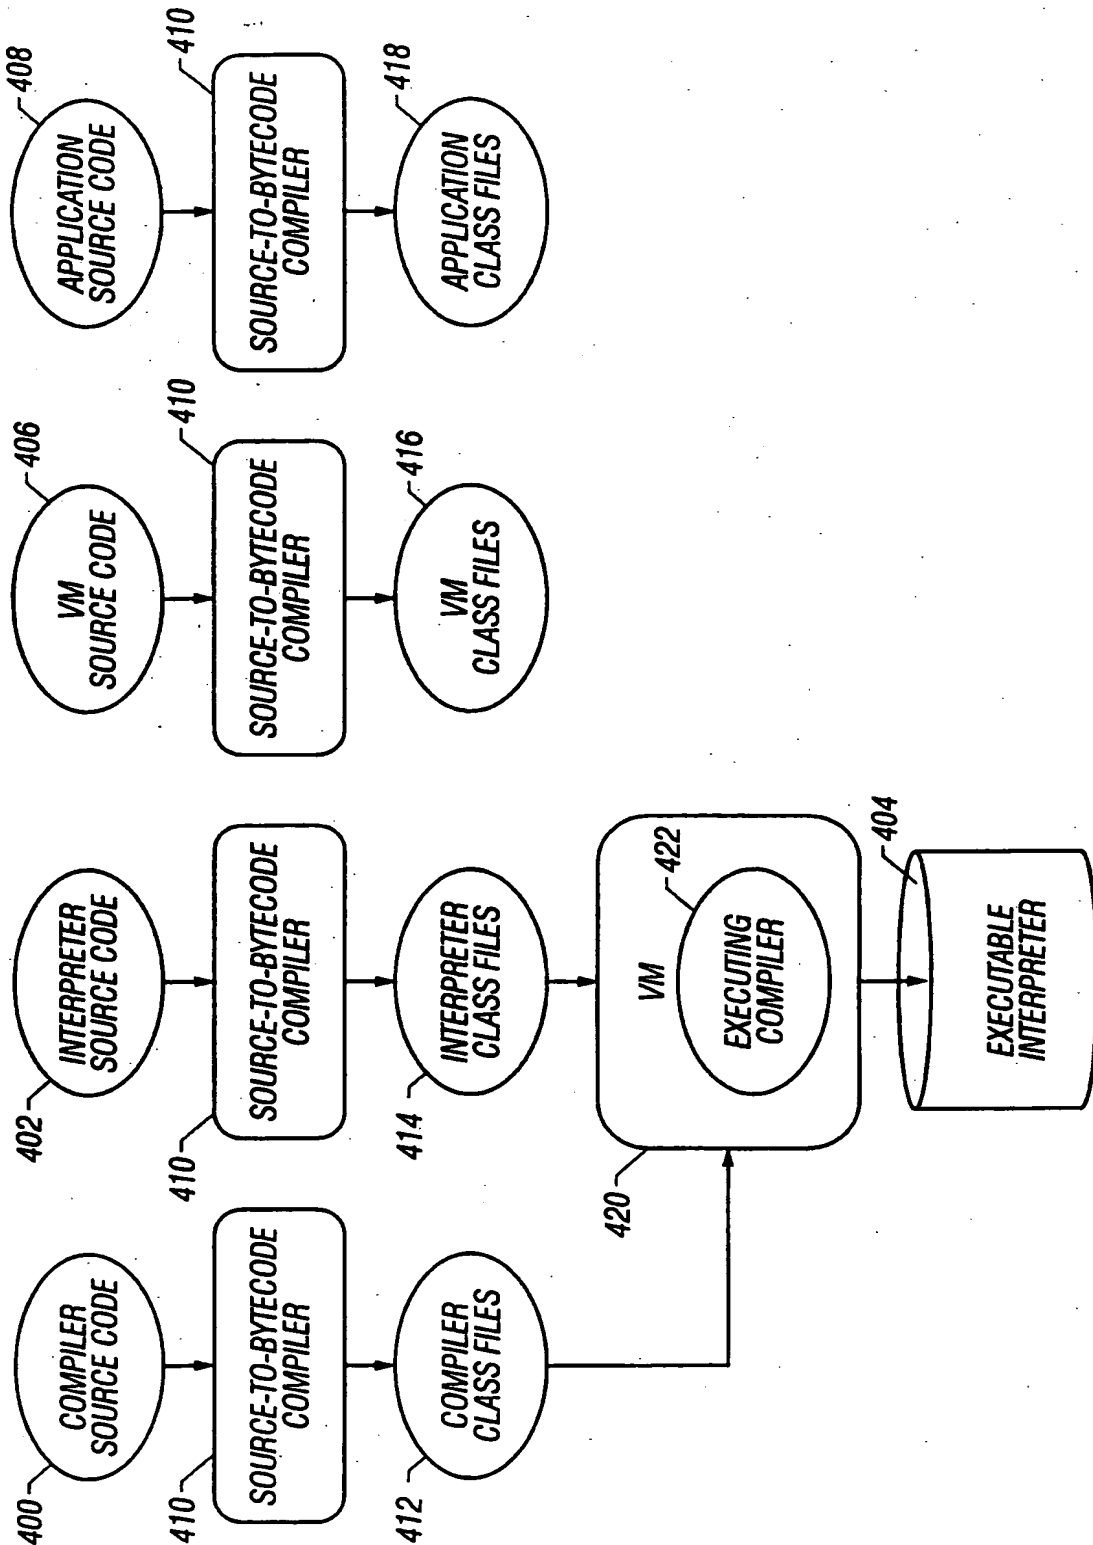 400
COMPILER
SOURCE CODE
402
INTERPRETER
SOURCE CODE
406
VM
SOURCE CODE
408
APPLICATION
SOURCE CODE
410
SOURCE-TO-BYTECODE
COMPILER
410
SOURCE-TO-BYTECODE
COMPILER
410
SOURCE-TO-BYTECODE
COMPILER
410
SOURCE-TO-BYTECODE
COMPILER
412
COMPILER
CLASS FILES
414
INTERPRETER
CLASS FILES
416
VM
CLASS FILES
418
APPLICATION
CLASS FILES
420
VM
422
EXECUTING
COMPILER
404
EXECUTABLE
INTERPRETER